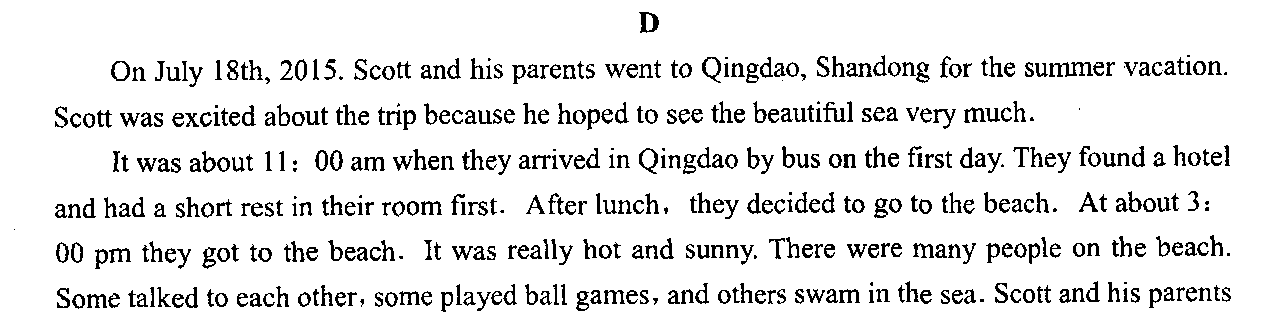 D
On July 18th, 2015. Scott and his parents went to Qingdao, Shandong for the summer vacation.
Scott was excited about the trip because he hoped to see the beautiful sea very much.
It was about 11：00 am when they arrived in Qingdao by bus on the first day. They found a hotel
and had a short rest in their room first. After lunch, they decided to go to the beach. At about 3：
00 pm they got to the beach. It was really hot and sunny. There were many people on the beach.
Some talked to each other, some played ball games, and others swam in the sea. Scott and his parents